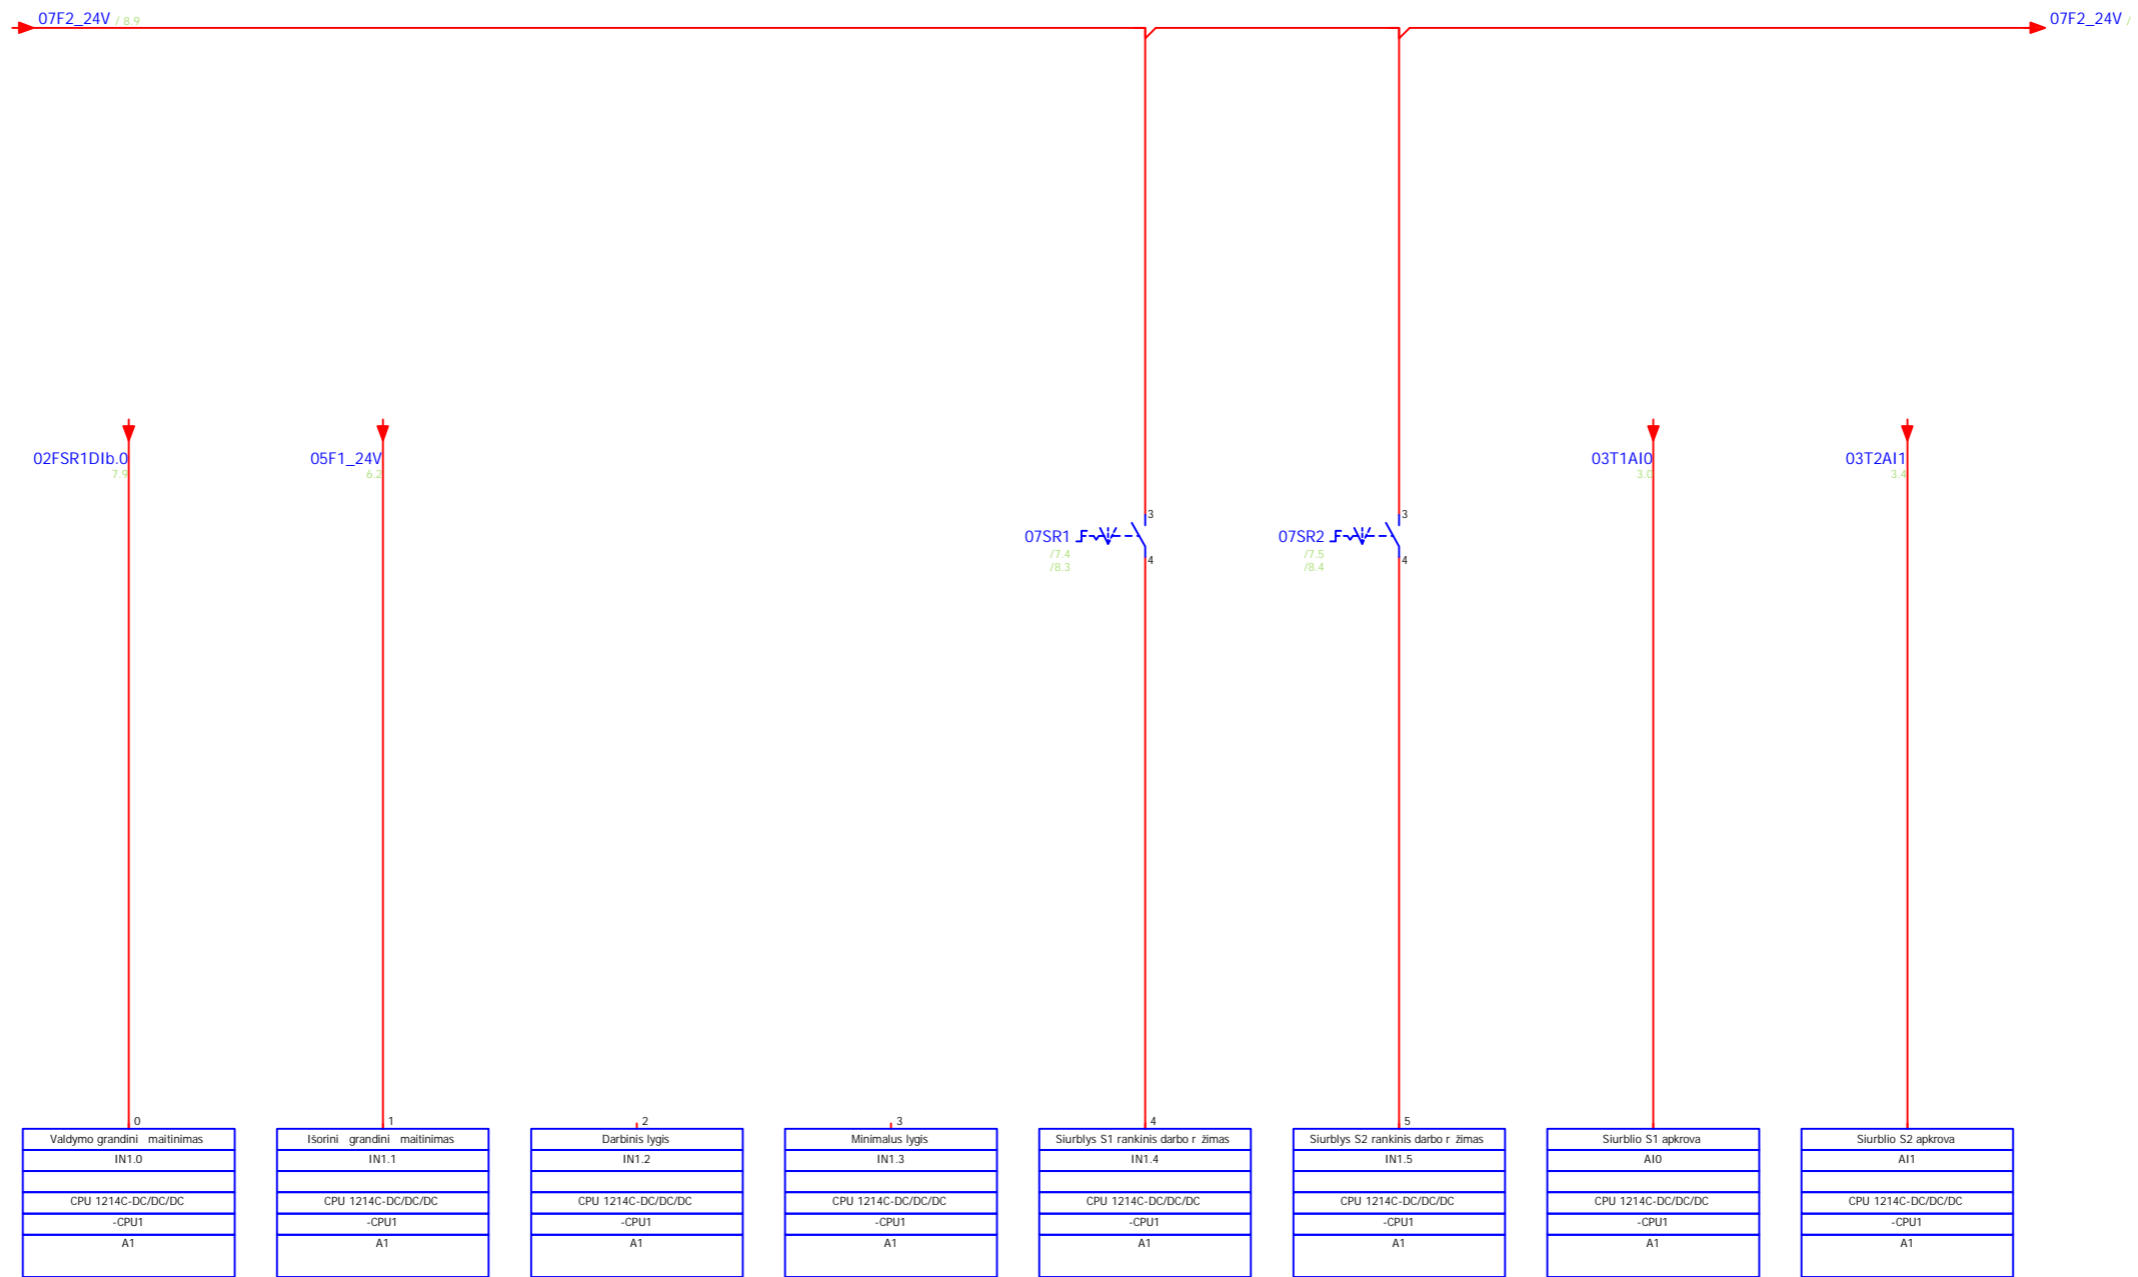 07F2_24V / 8.9
07F2_24V /
02FSR1DIb.0
7.9
05F1_24V
6.2
03T1AI0
3.0
03T2AI1
3.4
3
07SR1
/7.4
/8.3
4
3
07SR2
/7.5
/8.4
4
0 1 2 3 4 5
Valdymo grandini maitinimas Išorini grandini maitinimas Darbinis lygis Minimalus lygis Siurblys S1 rankinis darbo r žimas Siurblys S2 rankinis darbo r žimas Siurblio S1 apkrova Siurblio S2 apkrova
IN1.0 IN1.1 IN1.2 IN1.3 IN1.4 IN1.5 AI0 AI1
CPU 1214C-DC/DC/DC CPU 1214C-DC/DC/DC CPU 1214C-DC/DC/DC CPU 1214C-DC/DC/DC CPU 1214C-DC/DC/DC CPU 1214C-DC/DC/DC CPU 1214C-DC/DC/DC CPU 1214C-DC/DC/DC
-CPU1 -CPU1 -CPU1 -CPU1 -CPU1 -CPU1 -CPU1 -CPU1
A1 A1 A1 A1 A1 A1 A1 A1